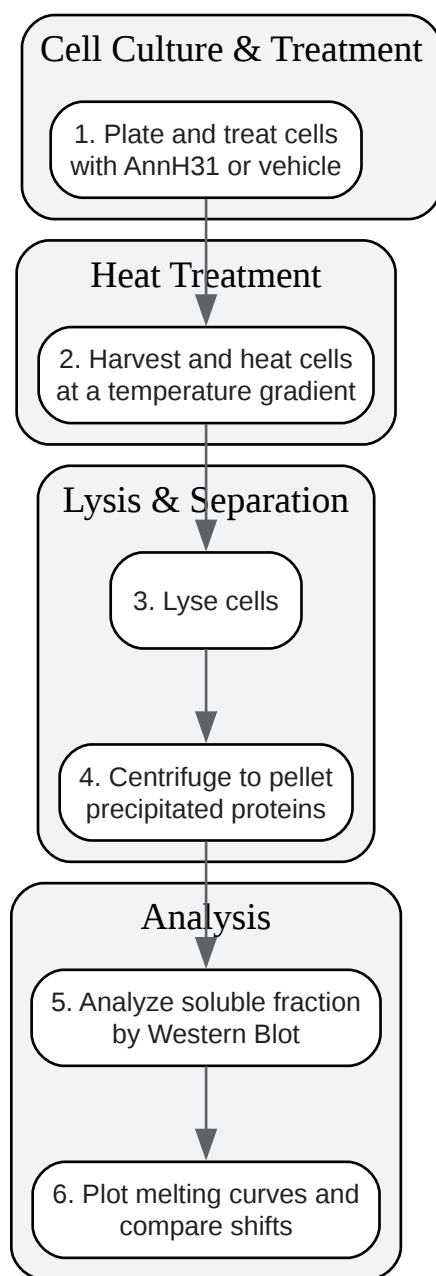 Cell Culture & Treatment
1. Plate and treat cells
with AnnH31 or vehicle
Heat Treatment
2. Harvest and heat cells
at a temperature gradient
Lysis & Separation
3. Lyse cells
4. Centrifuge to pellet
precipitated proteins
Analysis
5. Analyze soluble fraction
by Western Blot
6. Plot melting curves and
compare shifts